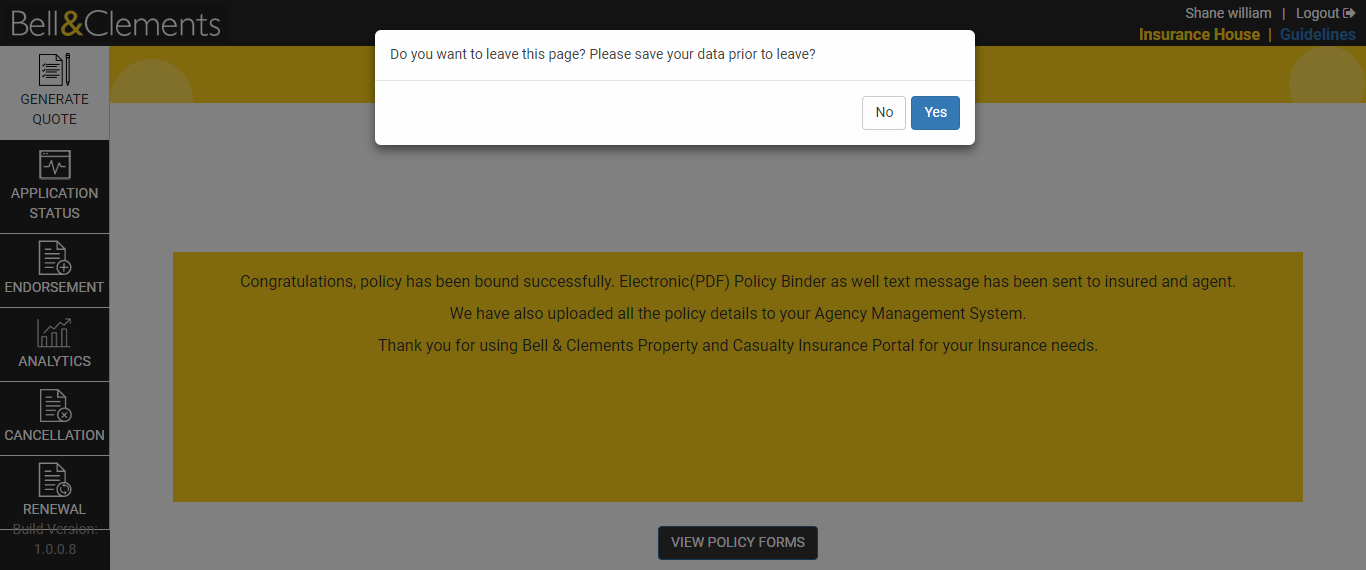 Bell&Clements
Shane william | Logout
Insurance House | Guidelines
Do you want to leave this page? Please save your data prior to leave?
No Yes
GENERATE
QUOTE
APPLICATION
STATUS
ENDORSEMENT
ANALYTICS
CANCELLATION
RENEWAL
Build Version:
1.0.0.8
Congratulations, policy has been bound successfully. Electronic(PDF) Policy Binder as well text message has been sent to insured and agent.
We have also uploaded all the policy details to your Agency Management System.
Thank you for using Bell & Clements Property and Casualty Insurance Portal for your Insurance needs.
VIEW POLICY FORMS